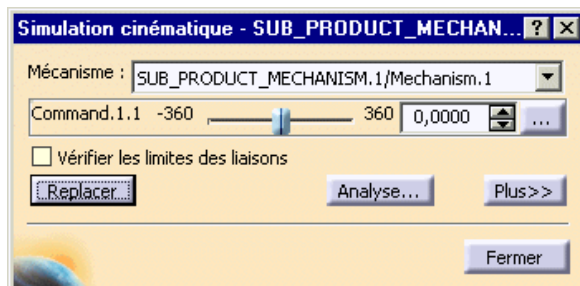 Simulation cinématique - SUB_PRODUCT_MECHAN... ? X
Mécanisme : SUB_PRODUCT_MECHANISM.1/Mechanism.1
Command.1.1 -360 360 0,0000 ...
Vérifier les limites des liaisons
Replacer Analyse... Plus>>
Fermer